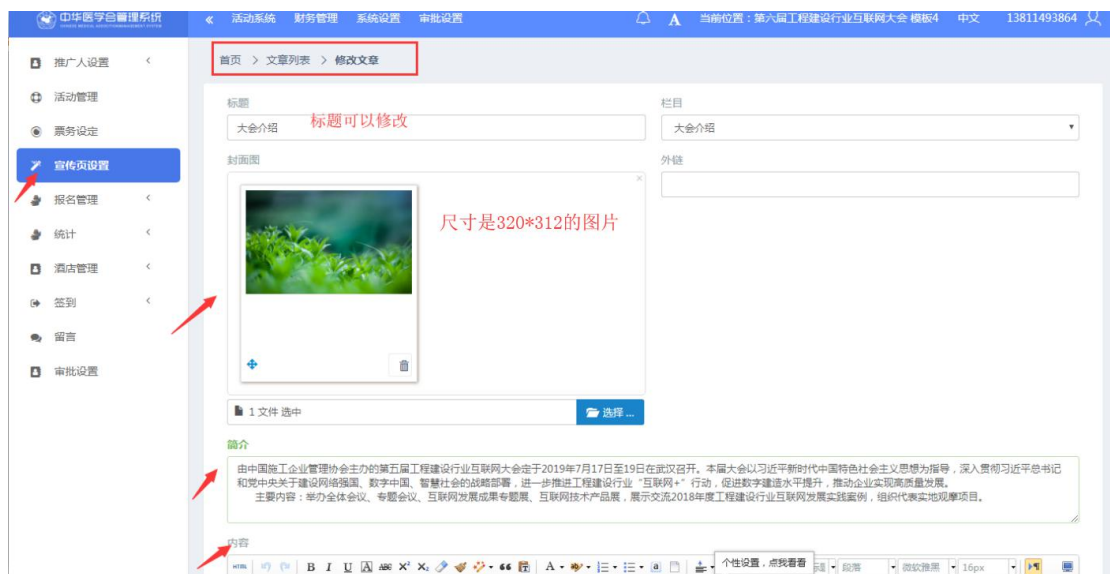 中华医学会管理系统
« 活动系统 财务管理 系统设置 审批设置 A 当前位置：第六届工程建设行业互联网大会 模板4 中文 13811493864
推广人设置
活动管理
票务设定
宣传页设置
报名管理
统计
酒店管理
签到
留言
审批设置
首页 > 文章列表 > 修改文章
标题
大会介绍
标题可以修改
栏目
大会介绍
封面图
×
尺寸是320*312的图片
外链
1 文件 选中
选择 ...
简介
由中国施工企业管理协会主办的第五届工程建设行业互联网大会定于2019年7月17日至19日在武汉召开。本届大会以习近平新时代中国特色社会主义思想为指导，深入贯彻习近平总书记
和党中央关于建设网络强国、数字中国、智慧社会的战略部署，进一步推进工程建设行业“互联网+”行动，促进数字建造水平提升，推动企业实现高质量发展。
主要内容：举办全体会议、专题会议、互联网发展成果专题展、互联网技术产品展，展示交流2018年度工程建设行业互联网发展实践案例，组织代表实地观摩项目。
内容
HTML B I U A ABC X² X₂ A a 段落 微软雅黑 16px
个性设置，点我看看